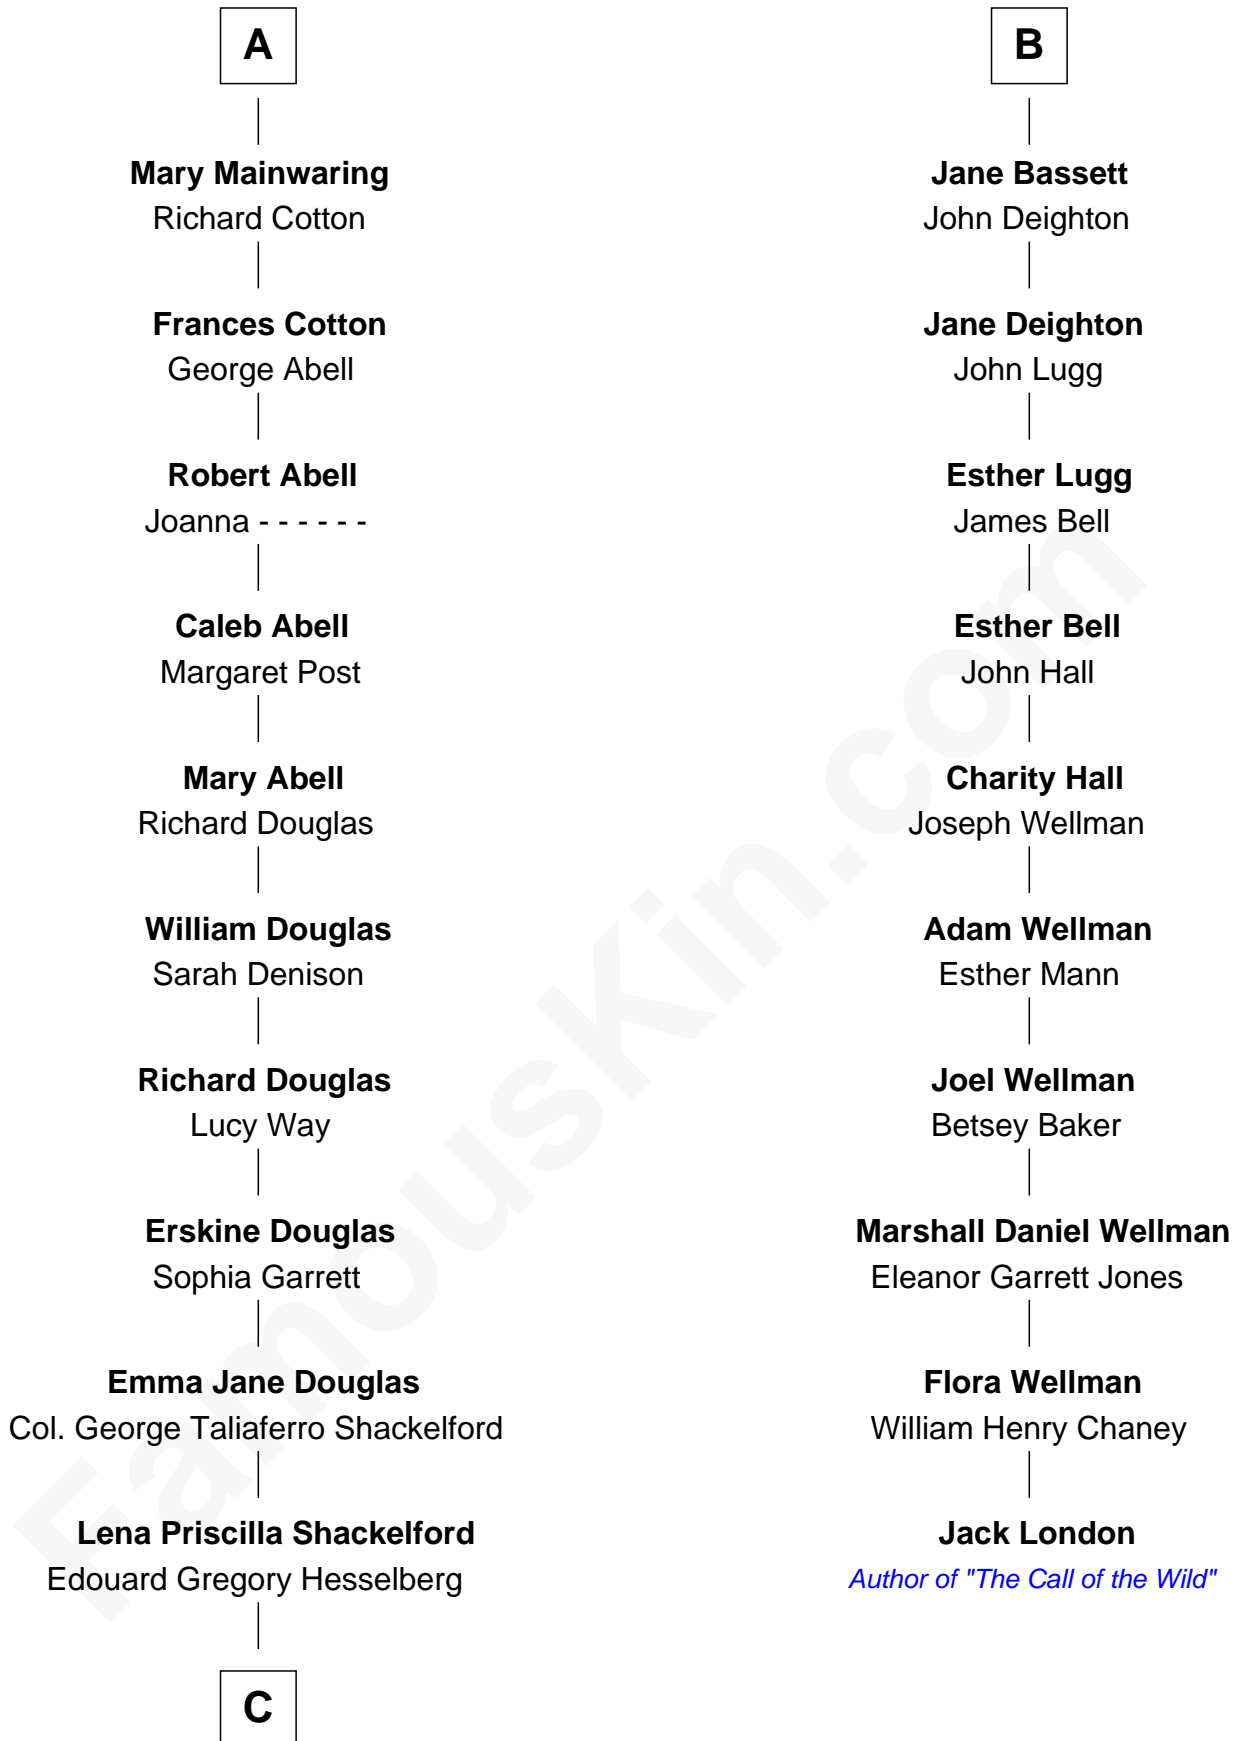 A
Mary Mainwaring
Richard Cotton
Frances Cotton
George Abell
Robert Abell
Joanna - - - - - -
Caleb Abell
Margaret Post
Mary Abell
Richard Douglas
William Douglas
Sarah Denison
Richard Douglas
Lucy Way
Erskine Douglas
Sophia Garrett
Emma Jane Douglas
Col. George Taliaferro Shackelford
Lena Priscilla Shackelford
Edouard Gregory Hesselberg
C
B
Jane Bassett
John Deighton
Jane Deighton
John Lugg
Esther Lugg
James Bell
Esther Bell
John Hall
Charity Hall
Joseph Wellman
Adam Wellman
Esther Mann
Joel Wellman
Betsey Baker
Marshall Daniel Wellman
Eleanor Garrett Jones
Flora Wellman
William Henry Chaney
Jack London
Author of "The Call of the Wild"
FamousKin.com